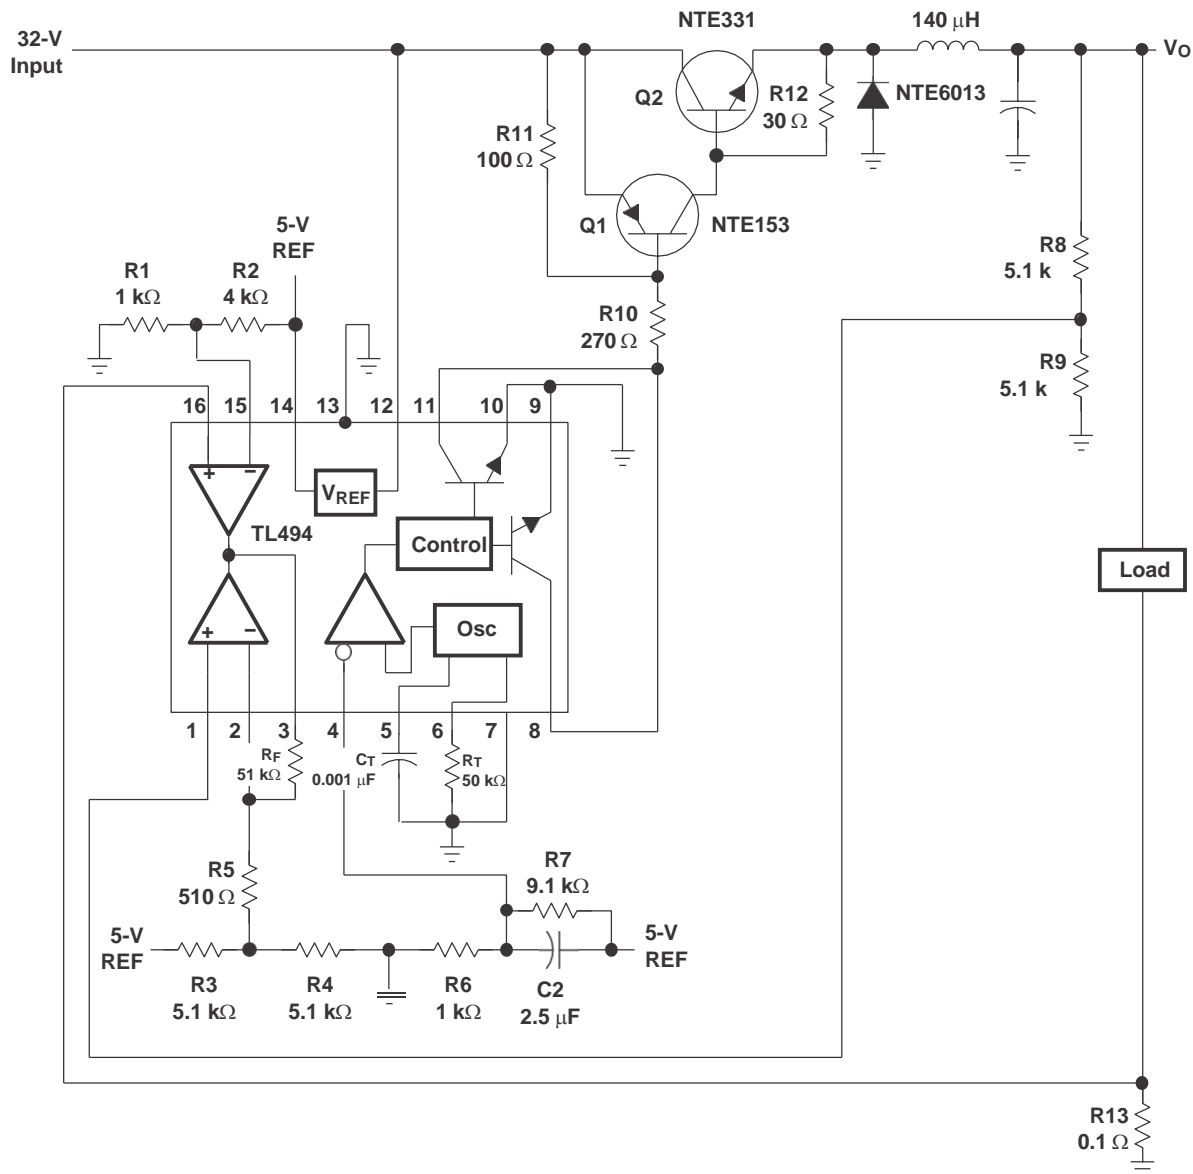 NTE331
140 μH
32-V
Input
VO
Q2
R12
30 Ω
NTE6013
R11
100 Ω
Q1
NTE153
5-V
REF
R8
5.1 k
R1
1 kΩ
R2
4 kΩ
R10
270 Ω
R9
5.1 k
16 15 14 13 12 11 10 9
+ −
VREF
TL494
Control
Load
Osc
+ −
1 2 3 4 5 6 7 8
RF
51 kΩ
CT
0.001 μF
RT
50 kΩ
R5
510 Ω
R7
9.1 kΩ
5-V
REF
5-V
REF
R3
5.1 kΩ
R4
5.1 kΩ
R6
1 kΩ
C2
2.5 μF
R13
0.1 Ω